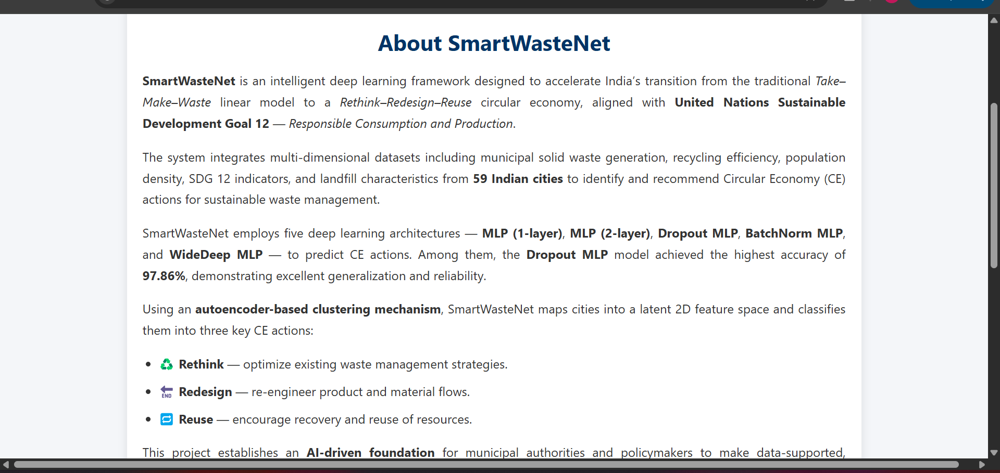 About SmartWasteNet
SmartWasteNet is an intelligent deep learning framework designed to accelerate India’s transition from the traditional Take–
Make–Waste linear model to a Rethink–Redesign–Reuse circular economy, aligned with United Nations Sustainable
Development Goal 12 — Responsible Consumption and Production.
The system integrates multi-dimensional datasets including municipal solid waste generation, recycling efficiency, population
density, SDG 12 indicators, and landfill characteristics from 59 Indian cities to identify and recommend Circular Economy (CE)
actions for sustainable waste management.
SmartWasteNet employs five deep learning architectures — MLP (1-layer), MLP (2-layer), Dropout MLP, BatchNorm MLP,
and WideDeep MLP — to predict CE actions. Among them, the Dropout MLP model achieved the highest accuracy of
97.86%, demonstrating excellent generalization and reliability.
Using an autoencoder-based clustering mechanism, SmartWasteNet maps cities into a latent 2D feature space and classifies
them into three key CE actions:
• ♻️ Rethink — optimize existing waste management strategies.
• 🔚 Redesign — re-engineer product and material flows.
• 🔁 Reuse — encourage recovery and reuse of resources.
This project establishes an AI-driven foundation for municipal authorities and policymakers to make data-supported,